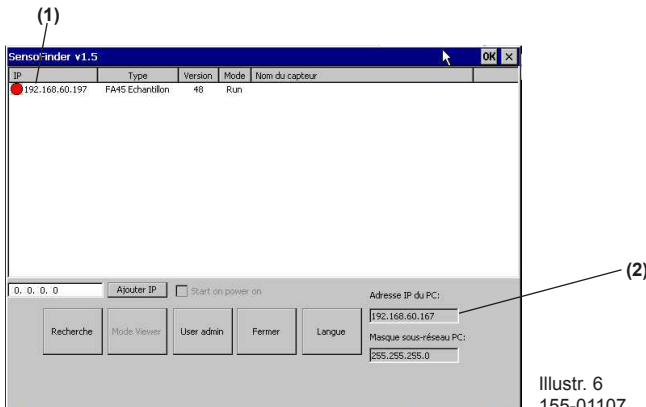 (1)
SensoFinder v1.5 OK ×
IP Type Version Mode Nom du capteur
192.168.60.197 FA45 Echantillon 48 Run
(2)
0. 0. 0. 0 Ajouter IP Start on power on
Adresse IP du PC:
192.168.60.167
Recherche Mode Viewer User admin Fermer Langue
Masque sous-réseau PC:
255.255.255.0
Illustr. 6
155-01107